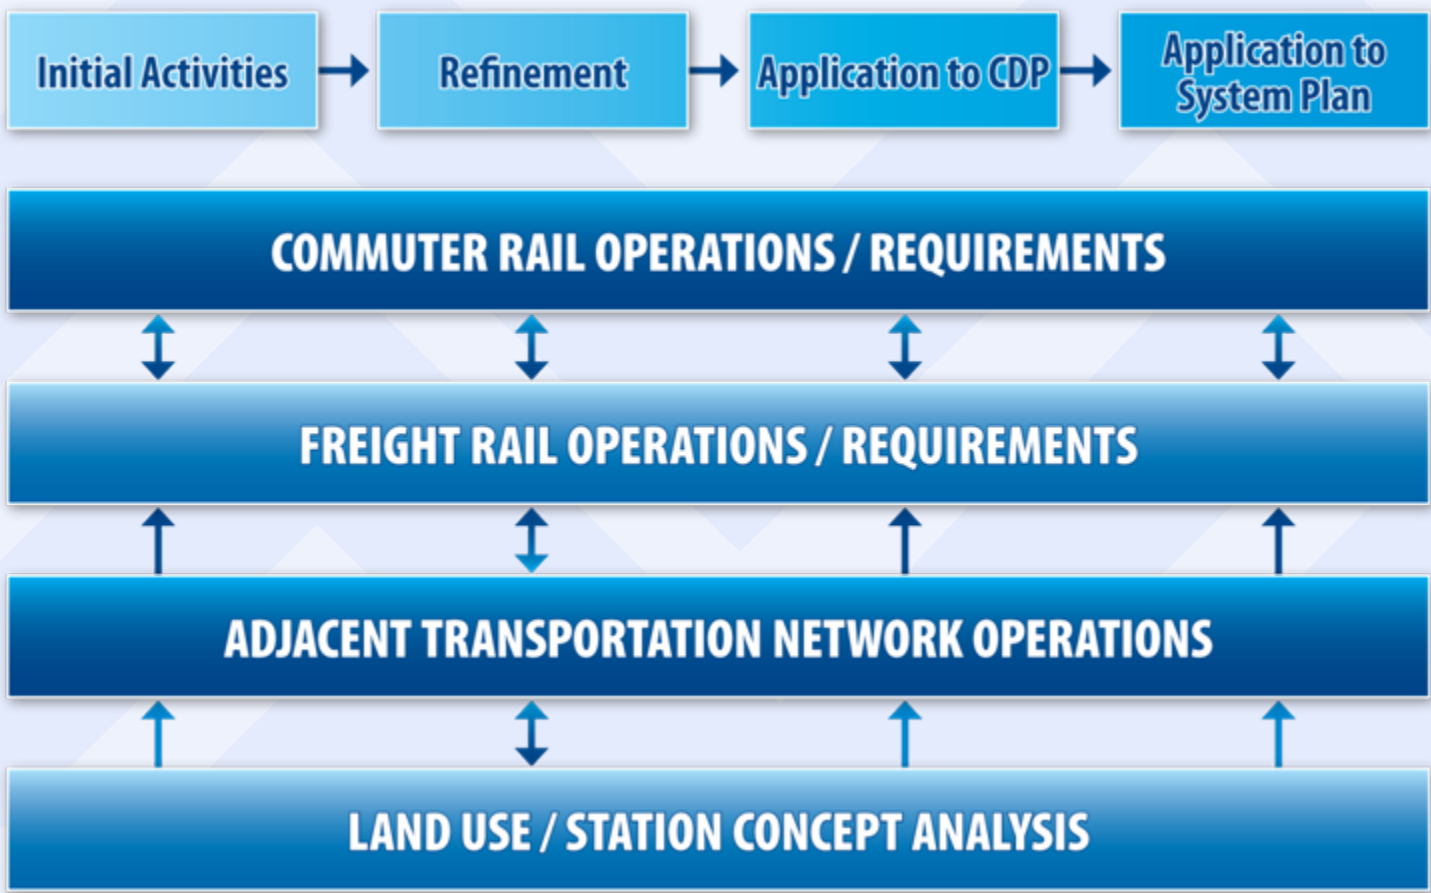 Initial Activities
Refinement
Application to CDP
Application to
System Plan
COMMUTER RAIL OPERATIONS / REQUIREMENTS
FREIGHT RAIL OPERATIONS / REQUIREMENTS
ADJACENT TRANSPORTATION NETWORK OPERATIONS
LAND USE / STATION CONCEPT ANALYSIS